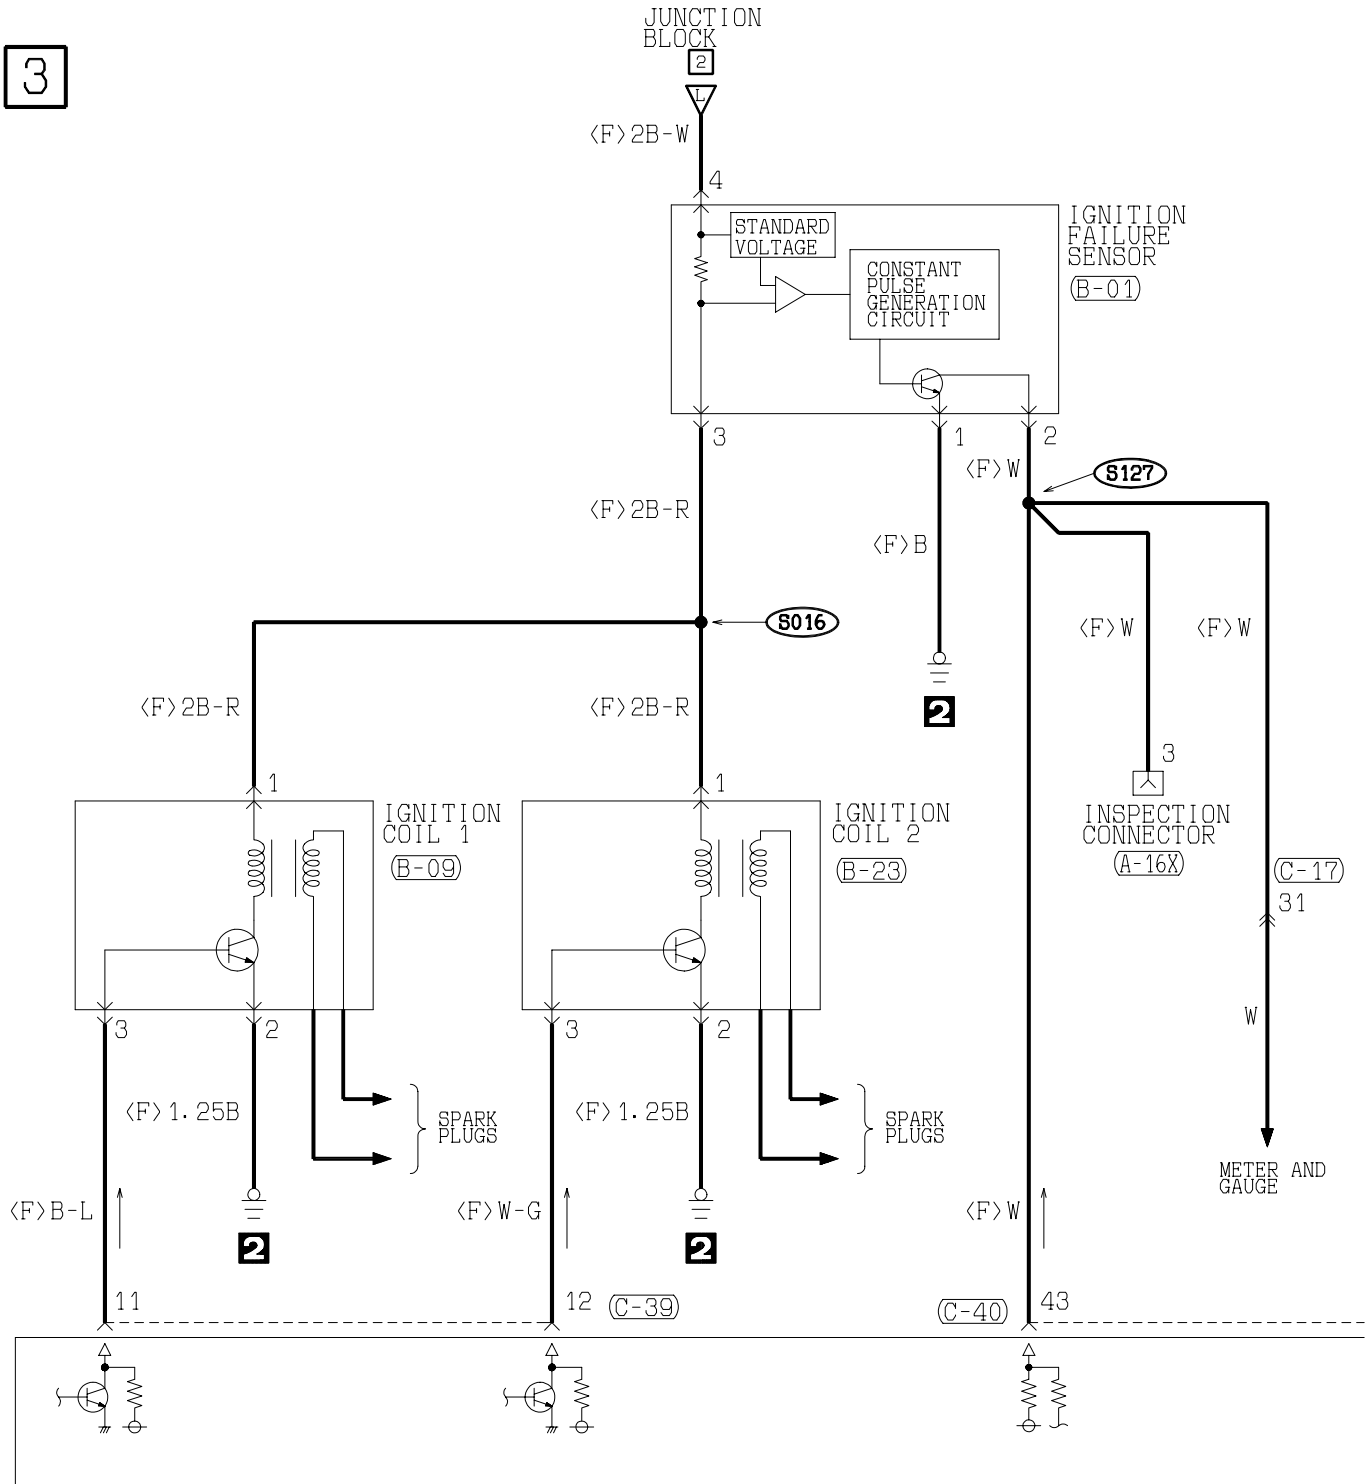 JUNCTION
BLOCK
2
3
L
<F>2B-W
4
IGNITION
FAILURE
SENSOR
(B-01)
STANDARD
VOLTAGE
CONSTANT
PULSE
GENERATION
CIRCUIT
3
1
2
<F>W
S127
<F>2B-R
<F>B
S016
<F>W
<F>W
<F>2B-R
<F>2B-R
2
3
1
1
IGNITION
COIL 1
(B-09)
IGNITION
COIL 2
(B-23)
INSPECTION
CONNECTOR
(A-16X)
(C-17)
31
W
3
2
3
2
<F>1.25B
SPARK
PLUGS
<F>1.25B
SPARK
PLUGS
METER AND
GAUGE
<F>B-L
<F>W-G
<F>W
2
2
11
12
(C-39)
(C-40)
43